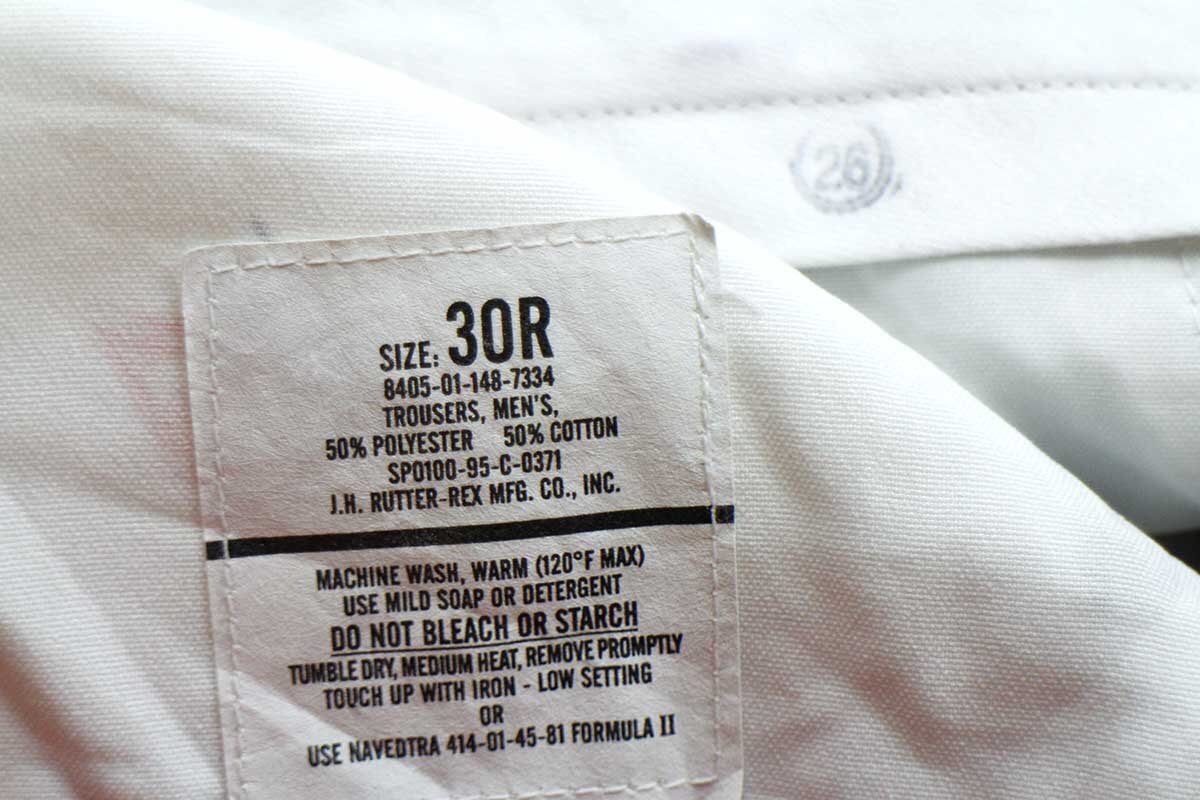 26
SIZE: 30R
8405-01-148-7334
TROUSERS, MEN'S,
50% POLYESTER 50% COTTON
SPO100-95-C-0371
J.H. RUTTER-REX MFG. CO., INC.
MACHINE WASH, WARM (120°F MAX)
USE MILD SOAP OR DETERGENT
DO NOT BLEACH OR STARCH
TUMBLE DRY, MEDIUM HEAT, REMOVE PROMPTLY
TOUCH UP WITH IRON - LOW SETTING
OR
USE NAVEDTRA 414-01-45-81 FORMULA II